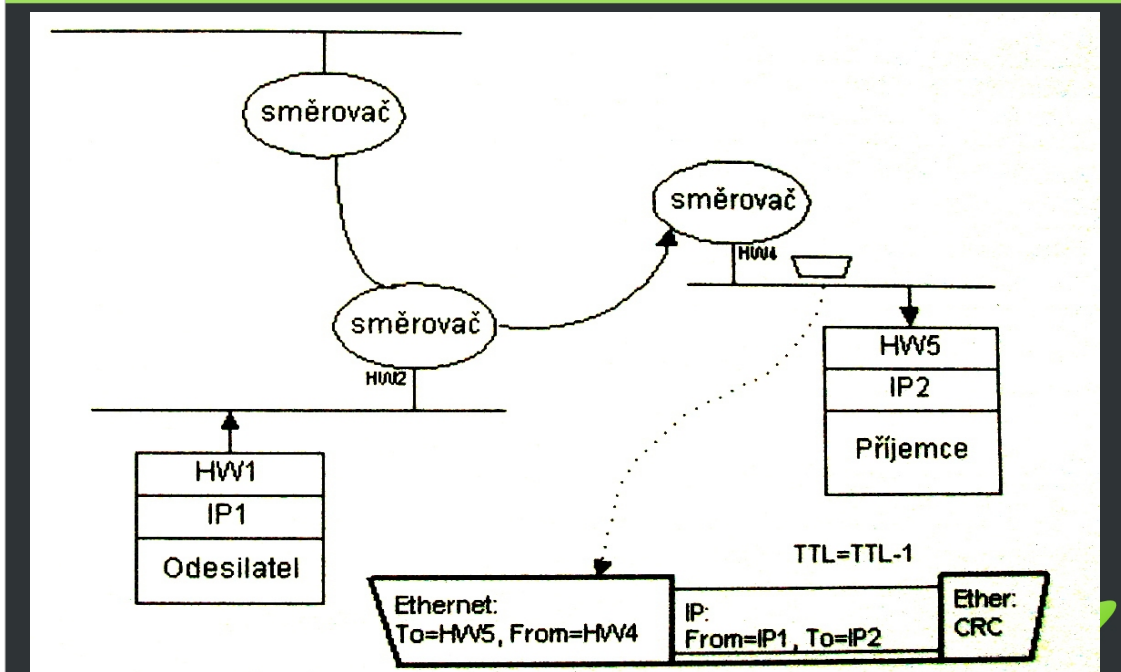 směrovač
směrovač
HW4
směrovač
HW2
HW5
IP2
Příjemce
HW1
IP1
Odesilatel
TTL=TTL-1
Ethernet:
To=HW5, From=HW4
IP:
From=IP1, To=IP2
Ether:
CRC